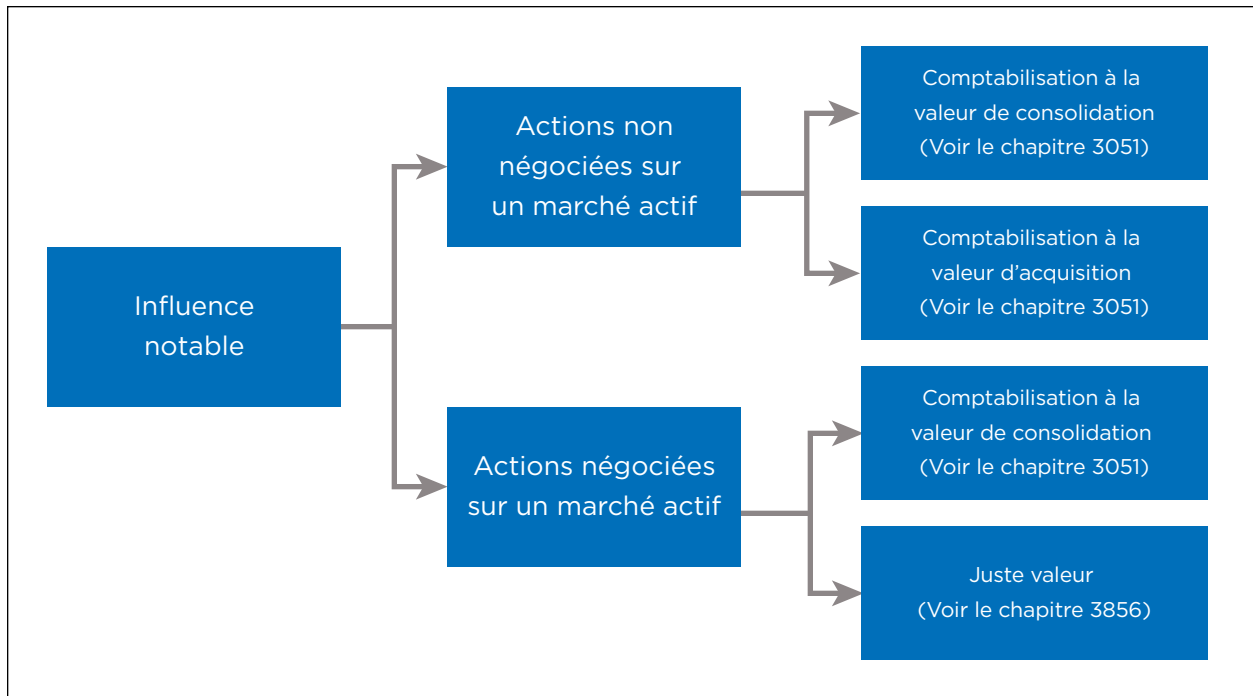 Influence
notable
Actions non
négociées sur
un marché actif
Actions négociées
sur un marché actif
Comptabilisation à la
valeur de consolidation
(Voir le chapitre 3051)
Comptabilisation à la
valeur d’acquisition
(Voir le chapitre 3051)
Comptabilisation à la
valeur de consolidation
(Voir le chapitre 3051)
Juste valeur
(Voir le chapitre 3856)